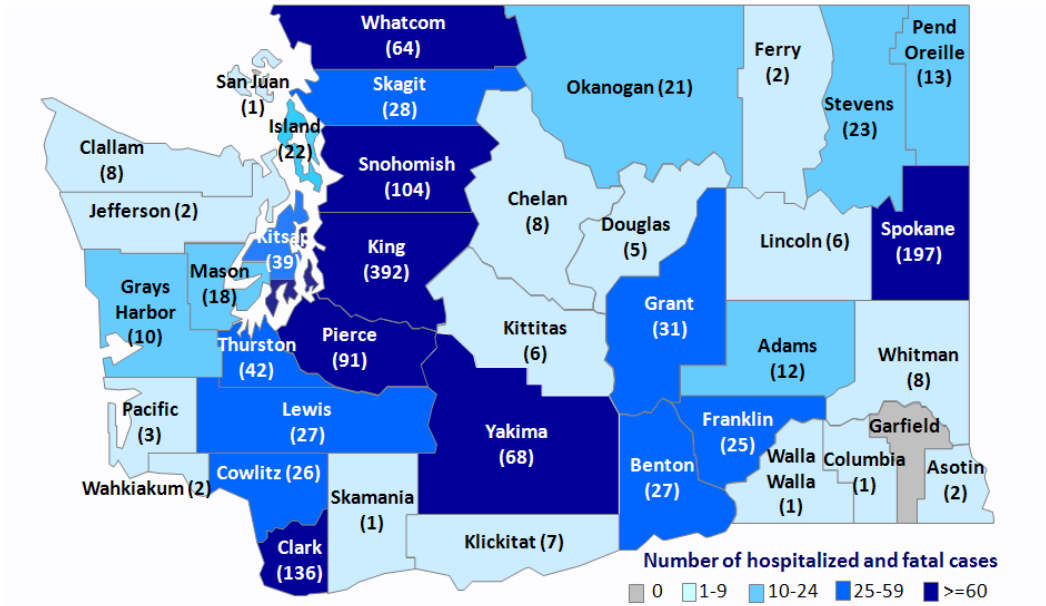 Whatcom
(64)
Ferry
(2)
Pend
Oreille
(13)
San Juan
(1)
Skagit
(28)
Okanogan (21)
Stevens
(23)
Island
(22)
Clallam
(8)
Snohomish
(104)
Chelan
(8)
Jefferson (2)
Douglas
(5)
Lincoln (6)
Spokane
(197)
Kitsap
(39)
King
(392)
Mason
(18)
Grays
Harbor
(10)
Grant
(31)
Kittitas
(6)
Pierce
(91)
Thurston
(42)
Adams
(12)
Whitman
(8)
Pacific
(3)
Lewis
(27)
Yakima
(68)
Franklin
(25)
Garfield
Benton
(27)
Walla
Walla
(1)
Columbia
(1)
Asotin
(2)
Wahkiakum (2)
Cowlitz (26)
Skamania
(1)
Clark
(136)
Klickitat (7)
Number of hospitalized and fatal cases
0 1-9 10-24 25-59 >=60